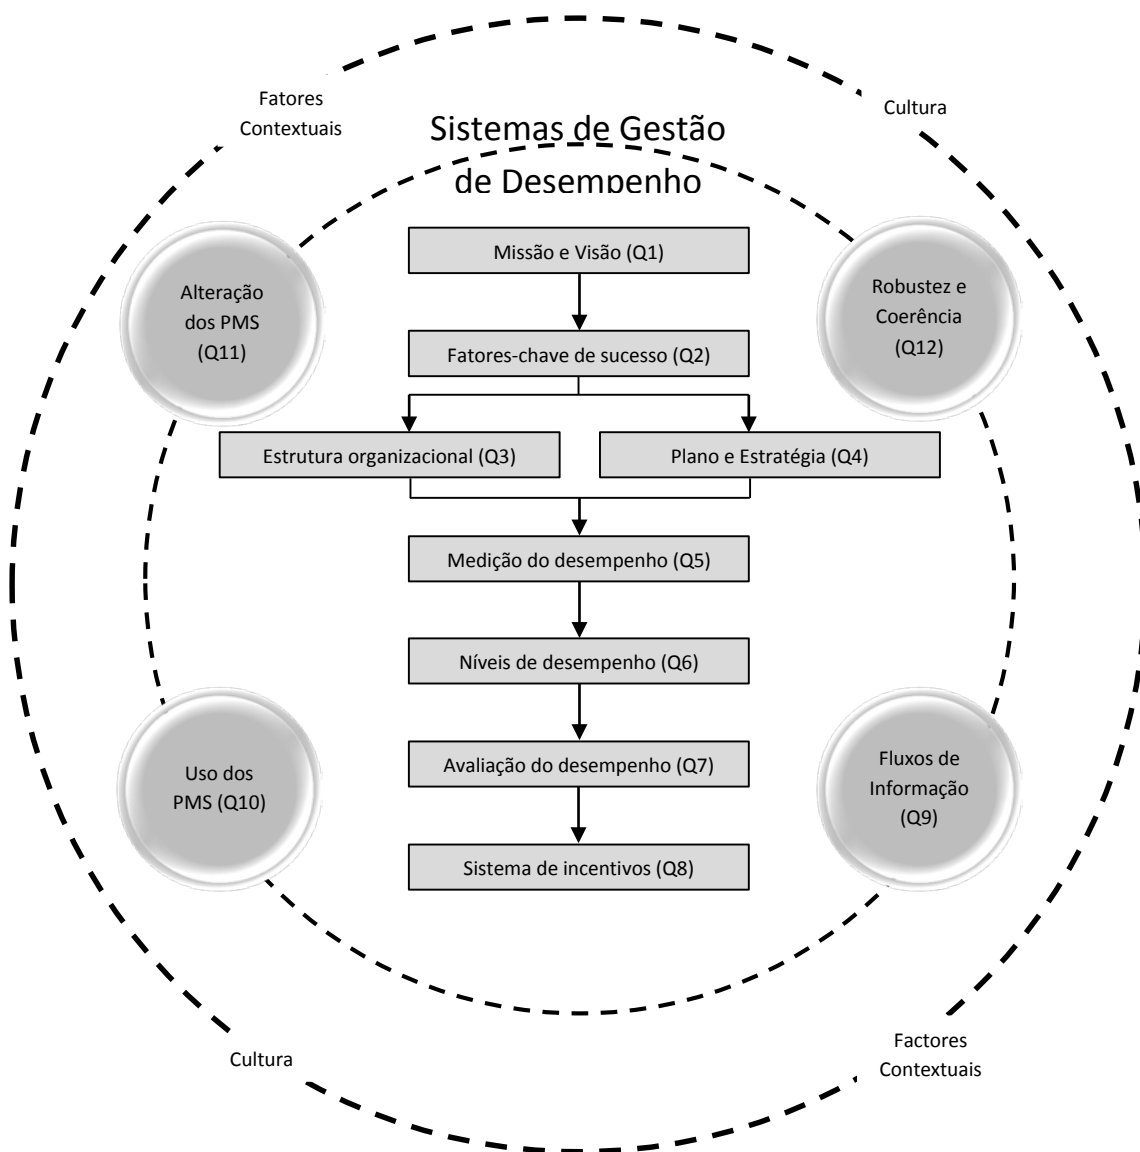 Fatores
Contextuais
Cultura
Sistemas de Gestão
de Desempenho
Missão e Visão (Q1)
Alteração
dos PMS
(Q11)
Robustez e
Coerência
(Q12)
Fatores-chave de sucesso (Q2)
Estrutura organizacional (Q3)
Plano e Estratégia (Q4)
Medição do desempenho (Q5)
Níveis de desempenho (Q6)
Uso dos
PMS (Q10)
Avaliação do desempenho (Q7)
Fluxos de
Informação
(Q9)
Sistema de incentivos (Q8)
Cultura
Factores
Contextuais